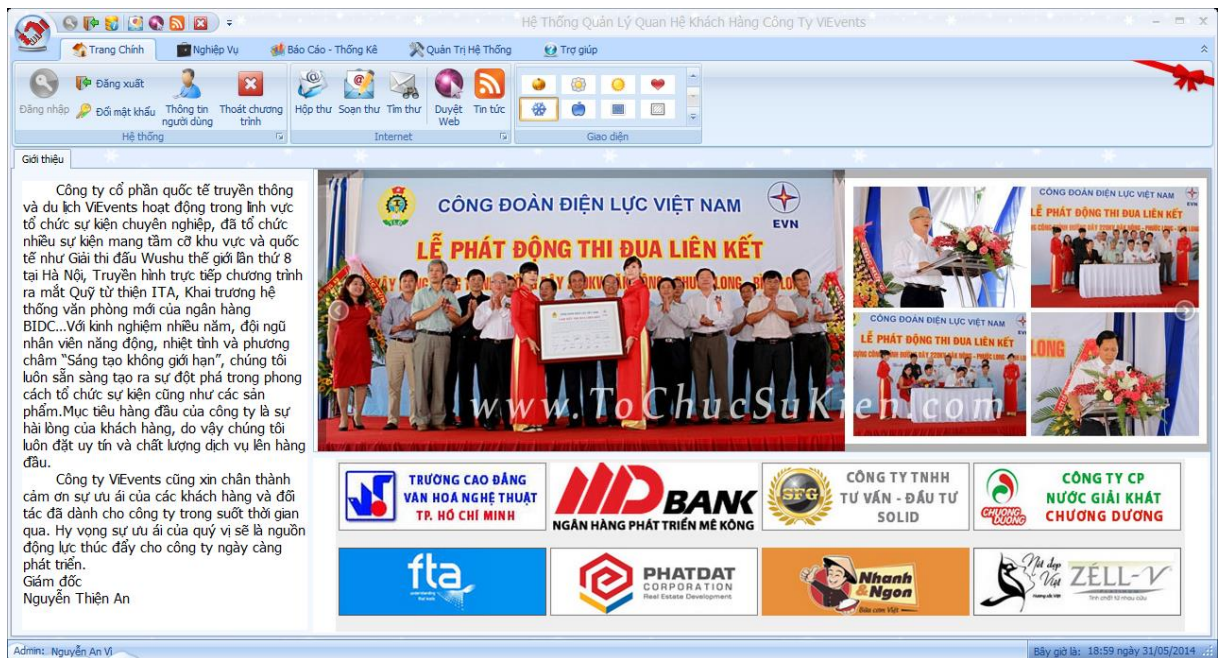 Hệ Thống Quản Lý Quan Hệ Khách Hàng Công Ty ViEvents
Trang Chính
Nghiệp Vụ
Báo Cáo - Thống Kê
Quản Trị Hệ Thống
Trợ giúp
Đăng nhập
Đăng xuất
Đổi mật khẩu
Thông tin
người dùng
Thoát chương
trình
Hộp thư
Soạn thư
Tìm thư
Duyệt
Web
Tin tức
Hệ thống
Internet
Giao diện
Giới thiệu
Công ty cổ phần quốc tế truyền thông
và du lịch ViEvents hoạt động trong lĩnh vực
tổ chức sự kiện chuyên nghiệp, đã tổ chức
nhiều sự kiện mang tầm cỡ khu vực và quốc
tế như Giải thi đấu Wushu thế giới lần thứ 8
tại Hà Nội, Truyền hình trực tiếp chương trình
ra mắt Quỹ từ thiện ITA, Khai trương hệ
thống văn phòng mới của ngân hàng
BIDC...Với kinh nghiệm nhiều năm, đội ngũ
nhân viên năng động, nhiệt tình và phương
châm “Sáng tạo không giới hạn”, chúng tôi
luôn sẵn sàng tạo ra sự đột phá trong phong
cách tổ chức sự kiện cũng như các sản
phẩm.Mục tiêu hàng đầu của công ty là sự
hài lòng của khách hàng, do vậy chúng tôi
luôn đặt uy tín và chất lượng dịch vụ lên hàng
đầu.
Công ty ViEvents cũng xin chân thành
cảm ơn sự ưu ái của các khách hàng và đối
tác đã dành cho công ty trong suốt thời gian
qua. Hy vọng sự ưu ái của quý vị sẽ là nguồn
động lực thúc đẩy cho công ty ngày càng
phát triển.
Giám đốc
Nguyễn Thiện An
CÔNG ĐOÀN ĐIỆN LỰC VIỆT NAM
EVN
LỄ PHÁT ĐỘNG THI ĐUA LIÊN KẾT
www.ToChucSuKien.com
CÔNG ĐOÀN ĐIỆN LỰC VIỆT NAM
LỄ PHÁT ĐỘNG THI ĐUA LIÊN KẾT
CÔNG ĐOÀN ĐIỆN LỰC VIỆT NAM
LỄ PHÁT ĐỘNG THI ĐUA LIÊN KẾT
LONG
TRƯỜNG CAO ĐẲNG
VĂN HOÁ NGHỆ THUẬT
TP. HỒ CHÍ MINH
MDBANK
NGÂN HÀNG PHÁT TRIỂN MÊ KÔNG
SFG
CÔNG TY TNHH
TƯ VẤN - ĐẦU TƯ
SOLID
CHUONG
DUONG
CÔNG TY CP
NƯỚC GIẢI KHÁT
CHƯƠNG DƯƠNG
fta
PHATDAT
CORPORATION
Real Estate Development
Nhanh
& Ngon
Bữa cơm Việt
Nét đẹp
Việt
Hương sắc Việt
ZÉLL-V
Tinh chất từ nhau cừu
Admin: Nguyễn An Vi
Bây giờ là: 18:59 ngày 31/05/2014